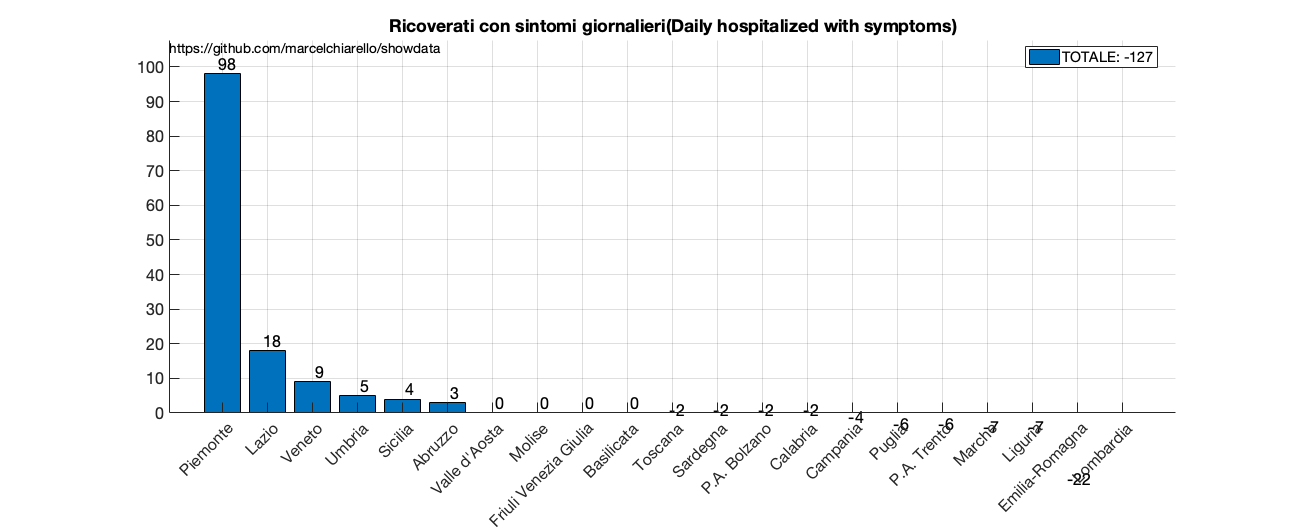 Ricoverati con sintomi giornalieri(Daily hospitalized with symptoms)
https://github.com/marcelchiarello/showdata
TOTALE: -127
100
90
80
70
60
50
40
30
20
10
0
98
18
9
5
4
3
0
0
0
0
-2
-2
-2
-2
-4
-6
-6
-7
-7
-22
Piemonte
Lazio
Veneto
Umbria
Sicilia
Abruzzo
Valle d'Aosta
Molise
Friuli Venezia Giulia
Basilicata
Toscana
Sardegna
P.A. Bolzano
Calabria
Campania
Puglia
P.A. Trento
Marche
Liguria
Emilia-Romagna
Lombardia